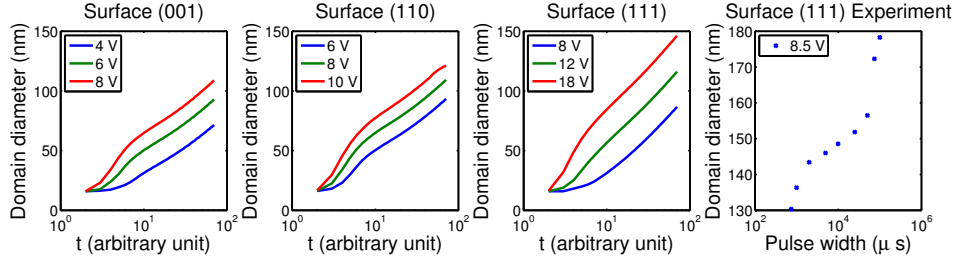 Surface (001)
Domain diameter (nm)
150
100
50
0
4 V
6 V
8 V
10^0
10^1
10^2
t (arbitrary unit)
Surface (110)
Domain diameter (nm)
150
100
50
0
6 V
8 V
10 V
10^0
10^1
10^2
t (arbitrary unit)
Surface (111)
Domain diameter (nm)
150
100
50
0
8 V
12 V
18 V
10^0
10^1
10^2
t (arbitrary unit)
Surface (111) Experiment
Domain diameter (nm)
180
170
160
150
140
130
8.5 V
10^2
10^4
10^6
Pulse width (μ s)